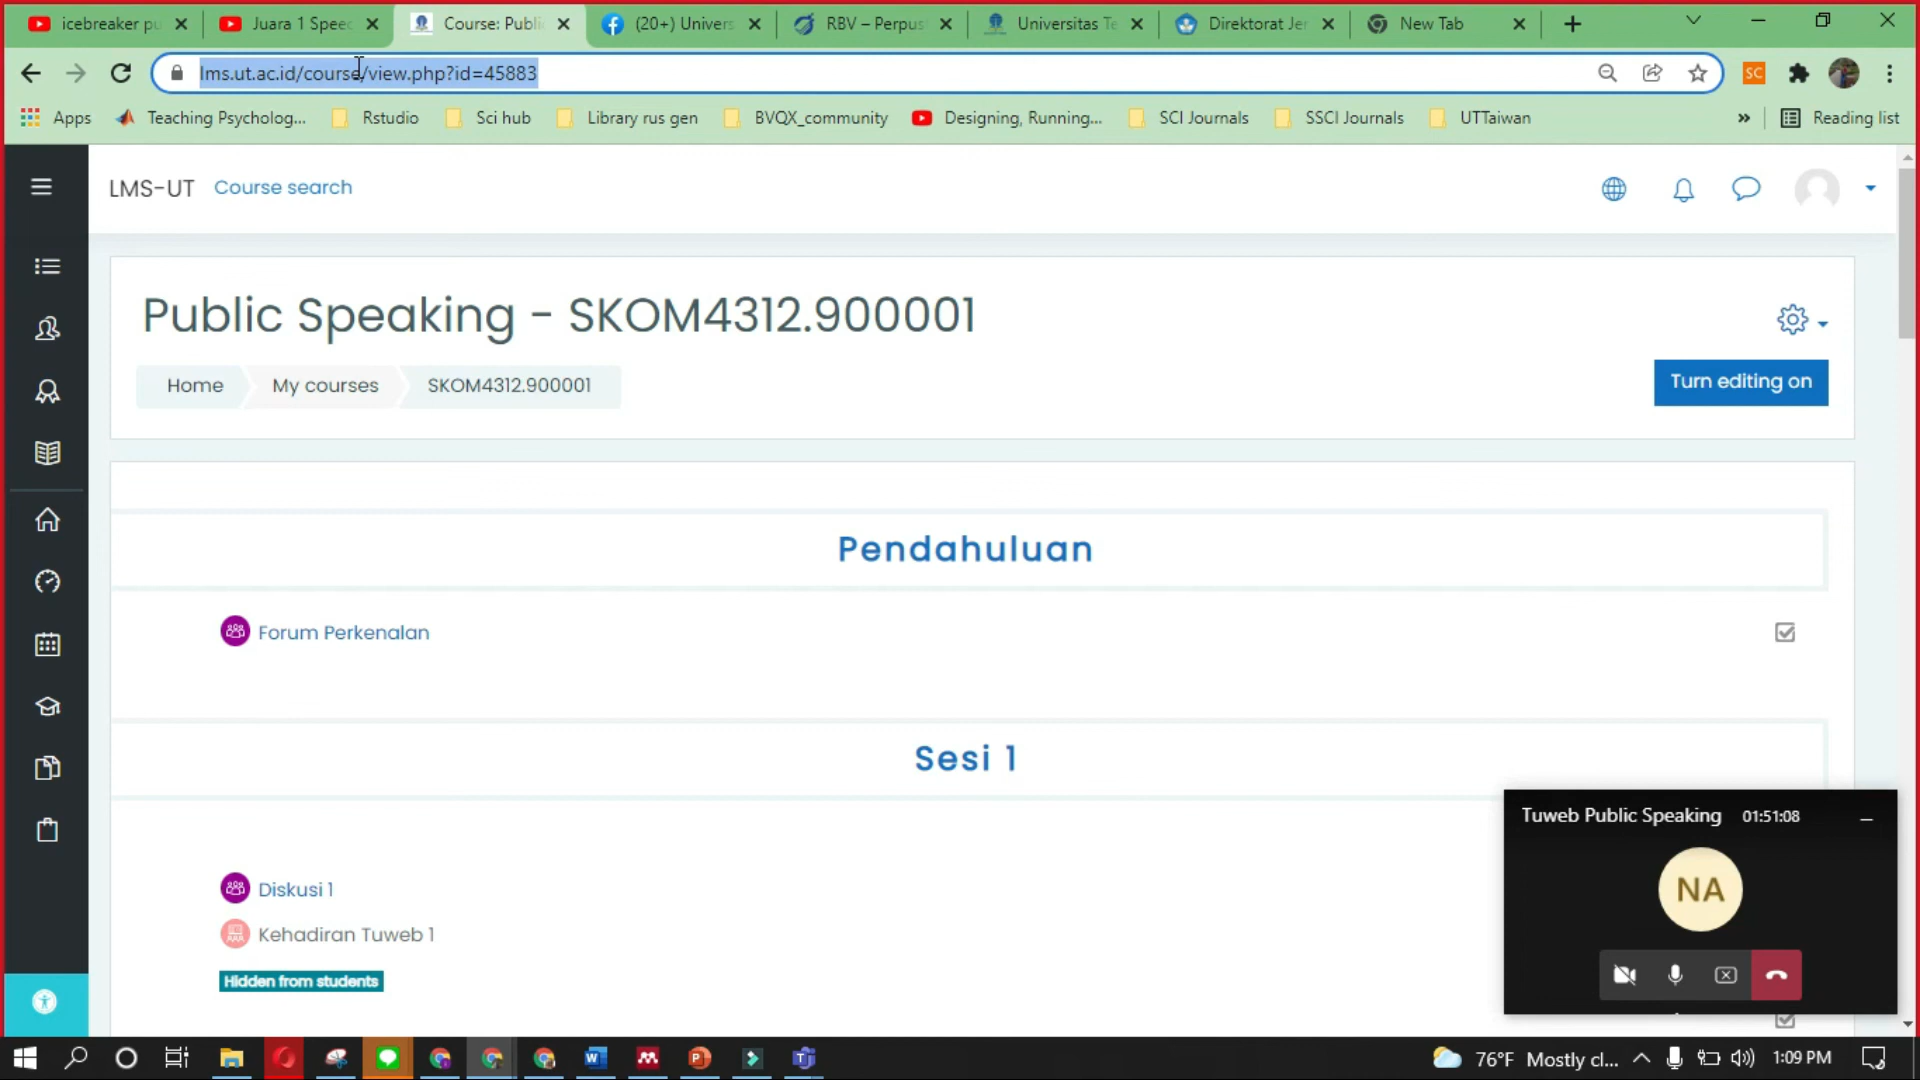 icebreaker pu
Juara 1 Speec
Course: Publi
(20+) Univers
RBV – Perpus
Universitas Te
Direktorat Jer
New Tab
lms.ut.ac.id/course/view.php?id=45883
SC
Apps
Teaching Psycholog...
Rstudio
Sci hub
Library rus gen
BVQX_community
Designing, Running...
SCI Journals
SSCI Journals
UTTaiwan
»
Reading list
LMS-UT
Course search
Public Speaking - SKOM4312.900001
Home
My courses
SKOM4312.900001
Turn editing on
Pendahuluan
Forum Perkenalan
Sesi 1
Diskusi 1
Kehadiran Tuweb 1
Hidden from students
Tuweb Public Speaking 01:51:08
NA
76°F Mostly cl...
1:09 PM